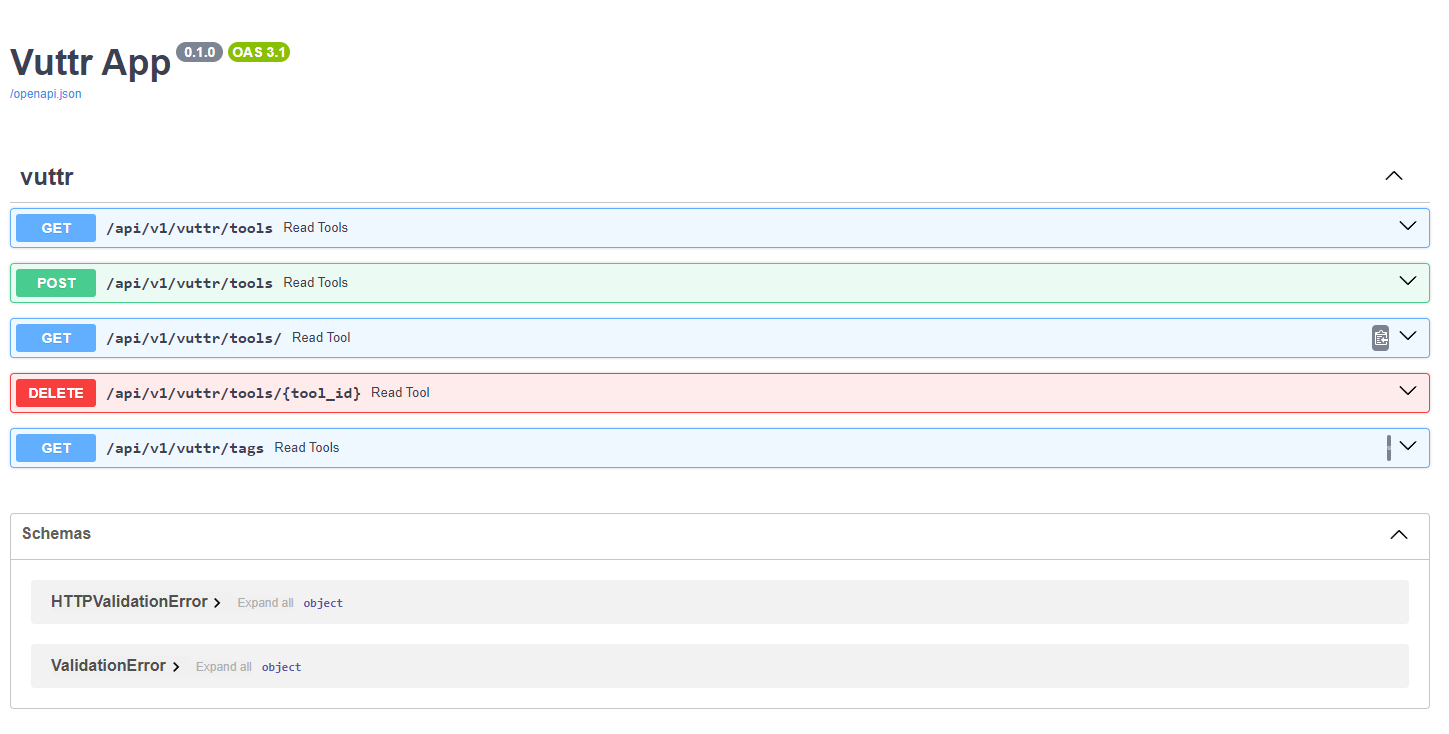 Vuttr App 0.1.0 OAS 3.1
/openapi.json
vuttr
GET /api/v1/vuttr/tools Read Tools
POST /api/v1/vuttr/tools Read Tools
GET /api/v1/vuttr/tools/ Read Tool
DELETE /api/v1/vuttr/tools/{tool_id} Read Tool
GET /api/v1/vuttr/tags Read Tools
Schemas
HTTPValidationError Expand all object
ValidationError Expand all object